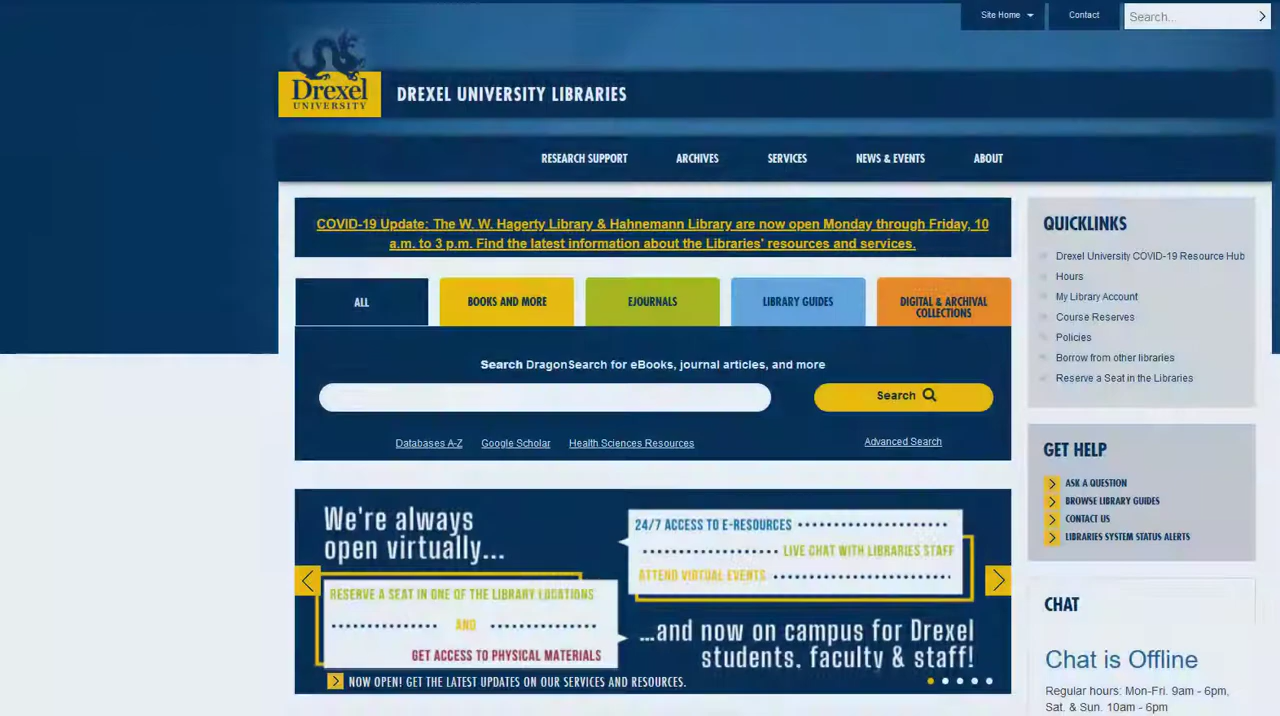 Site Home
Contact
Search...
Drexel
UNIVERSITY
DREXEL UNIVERSITY LIBRARIES
RESEARCH SUPPORT
ARCHIVES
SERVICES
NEWS & EVENTS
ABOUT
COVID-19 Update: The W. W. Hagerty Library & Hahnemann Library are now open Monday through Friday, 10
a.m. to 3 p.m. Find the latest information about the Libraries' resources and services.
ALL
BOOKS AND MORE
EJOURNALS
LIBRARY GUIDES
DIGITAL & ARCHIVAL
COLLECTIONS
Search DragonSearch for eBooks, journal articles, and more
Search
Databases A-Z
Google Scholar
Health Sciences Resources
Advanced Search
We're always
open virtually...
24/7 ACCESS TO E-RESOURCES
LIVE CHAT WITH LIBRARIES STAFF
ATTEND VIRTUAL EVENTS
RESERVE A SEAT IN ONE OF THE LIBRARY LOCATIONS
AND
GET ACCESS TO PHYSICAL MATERIALS
...and now on campus for Drexel
students, faculty & staff!
NOW OPEN! GET THE LATEST UPDATES ON OUR SERVICES AND RESOURCES.
QUICKLINKS
Drexel University COVID-19 Resource Hub
Hours
My Library Account
Course Reserves
Policies
Borrow from other libraries
Reserve a Seat in the Libraries
GET HELP
ASK A QUESTION
BROWSE LIBRARY GUIDES
CONTACT US
LIBRARIES SYSTEM STATUS ALERTS
CHAT
Chat is Offline
Regular hours: Mon-Fri. 9am - 6pm,
Sat. & Sun. 10am - 6pm